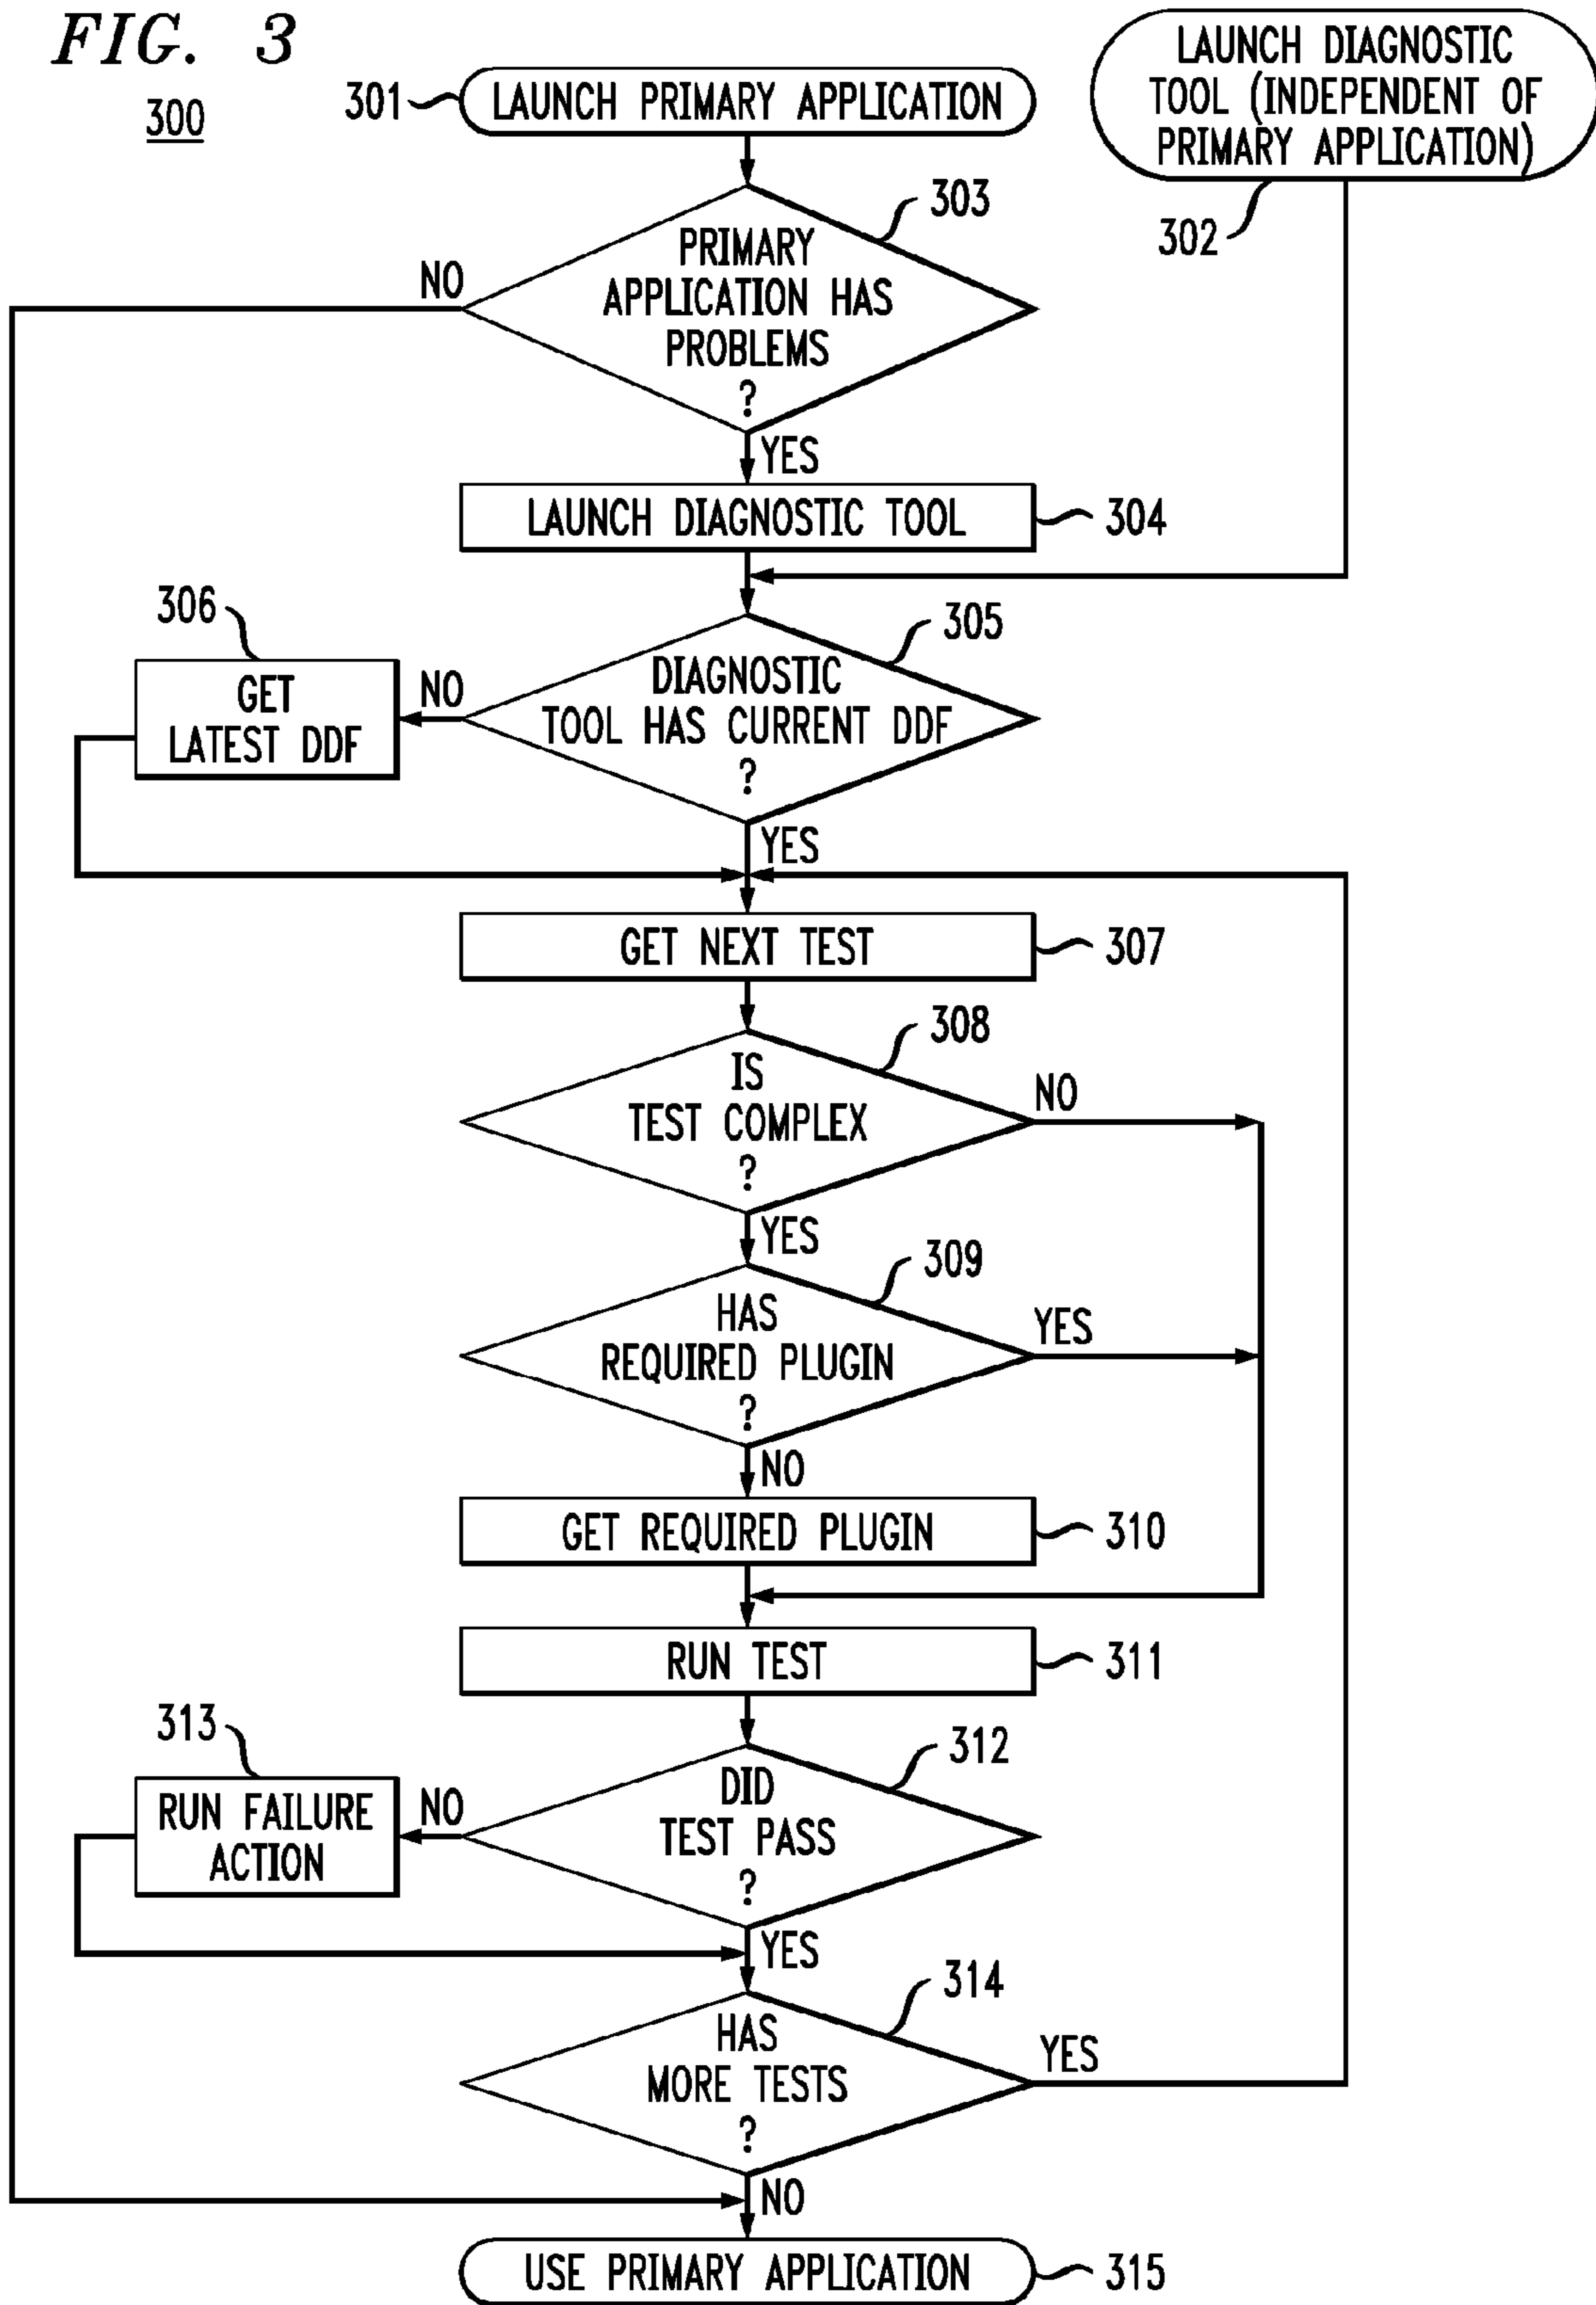 FIG. 3
300
301
LAUNCH PRIMARY APPLICATION
LAUNCH DIAGNOSTIC
TOOL (INDEPENDENT OF
PRIMARY APPLICATION)
302
303
PRIMARY
APPLICATION HAS
PROBLEMS
?
NO
YES
LAUNCH DIAGNOSTIC TOOL
304
305
DIAGNOSTIC
TOOL HAS CURRENT DDF
?
NO
306
GET
LATEST DDF
YES
GET NEXT TEST
307
308
IS
TEST COMPLEX
?
NO
YES
309
HAS
REQUIRED PLUGIN
?
YES
NO
GET REQUIRED PLUGIN
310
RUN TEST
311
312
DID
TEST PASS
?
NO
313
RUN FAILURE
ACTION
YES
314
HAS
MORE TESTS
?
YES
NO
USE PRIMARY APPLICATION
315